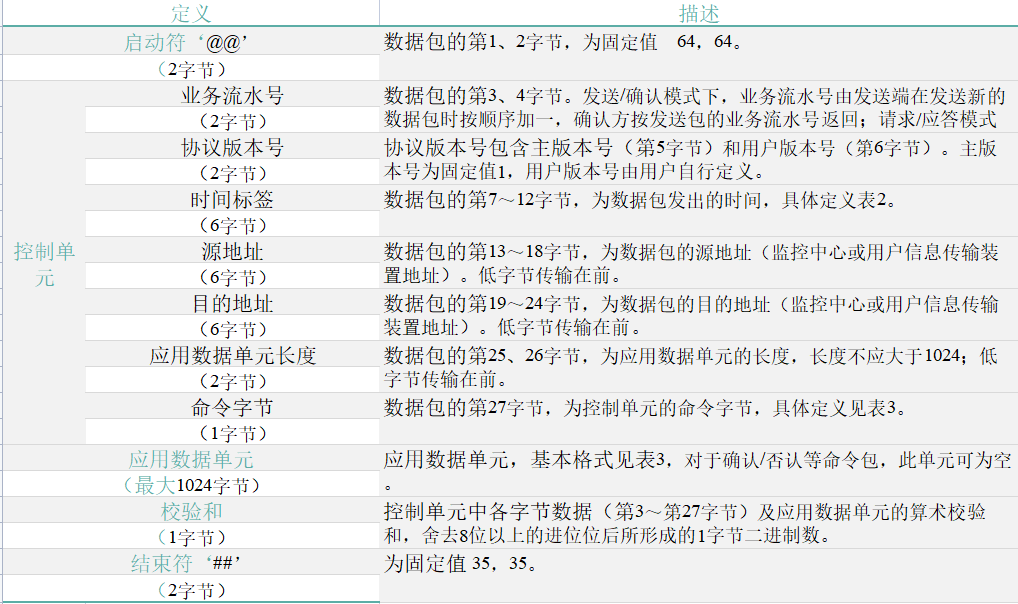 定义 描述
启动符‘@@’
（2字节）
数据包的第1、2字节，为固定值 64，64。
控制单
元
业务流水号
（2字节）
数据包的第3、4字节。发送/确认模式下，业务流水号由发送端在发送新的
数据包时按顺序加一，确认方按发送包的业务流水号返回；请求/应答模式
协议版本号
（2字节）
协议版本号包含主版本号（第5字节）和用户版本号（第6字节）。主版
本号为固定值1，用户版本号由用户自行定义。
时间标签
（6字节）
数据包的第7～12字节，为数据包发出的时间，具体定义表2。
源地址
（6字节）
数据包的第13～18字节，为数据包的源地址（监控中心或用户信息传输装
置地址）。低字节传输在前。
目的地址
（6字节）
数据包的第19～24字节，为数据包的目的地址（监控中心或用户信息传输
装置地址）。低字节传输在前。
应用数据单元长度
（2字节）
数据包的第25、26字节，为应用数据单元的长度，长度不应大于1024；低
字节传输在前。
命令字节
（1字节）
数据包的第27字节，为控制单元的命令字节，具体定义见表3。
应用数据单元
（最大1024字节）
应用数据单元，基本格式见表3，对于确认/否认等命令包，此单元可为空
。
校验和
（1字节）
控制单元中各字节数据（第3～第27字节）及应用数据单元的算术校验
和，舍去8位以上的进位位后所形成的1字节二进制数。
结束符‘##’
（2字节）
为固定值 35，35。